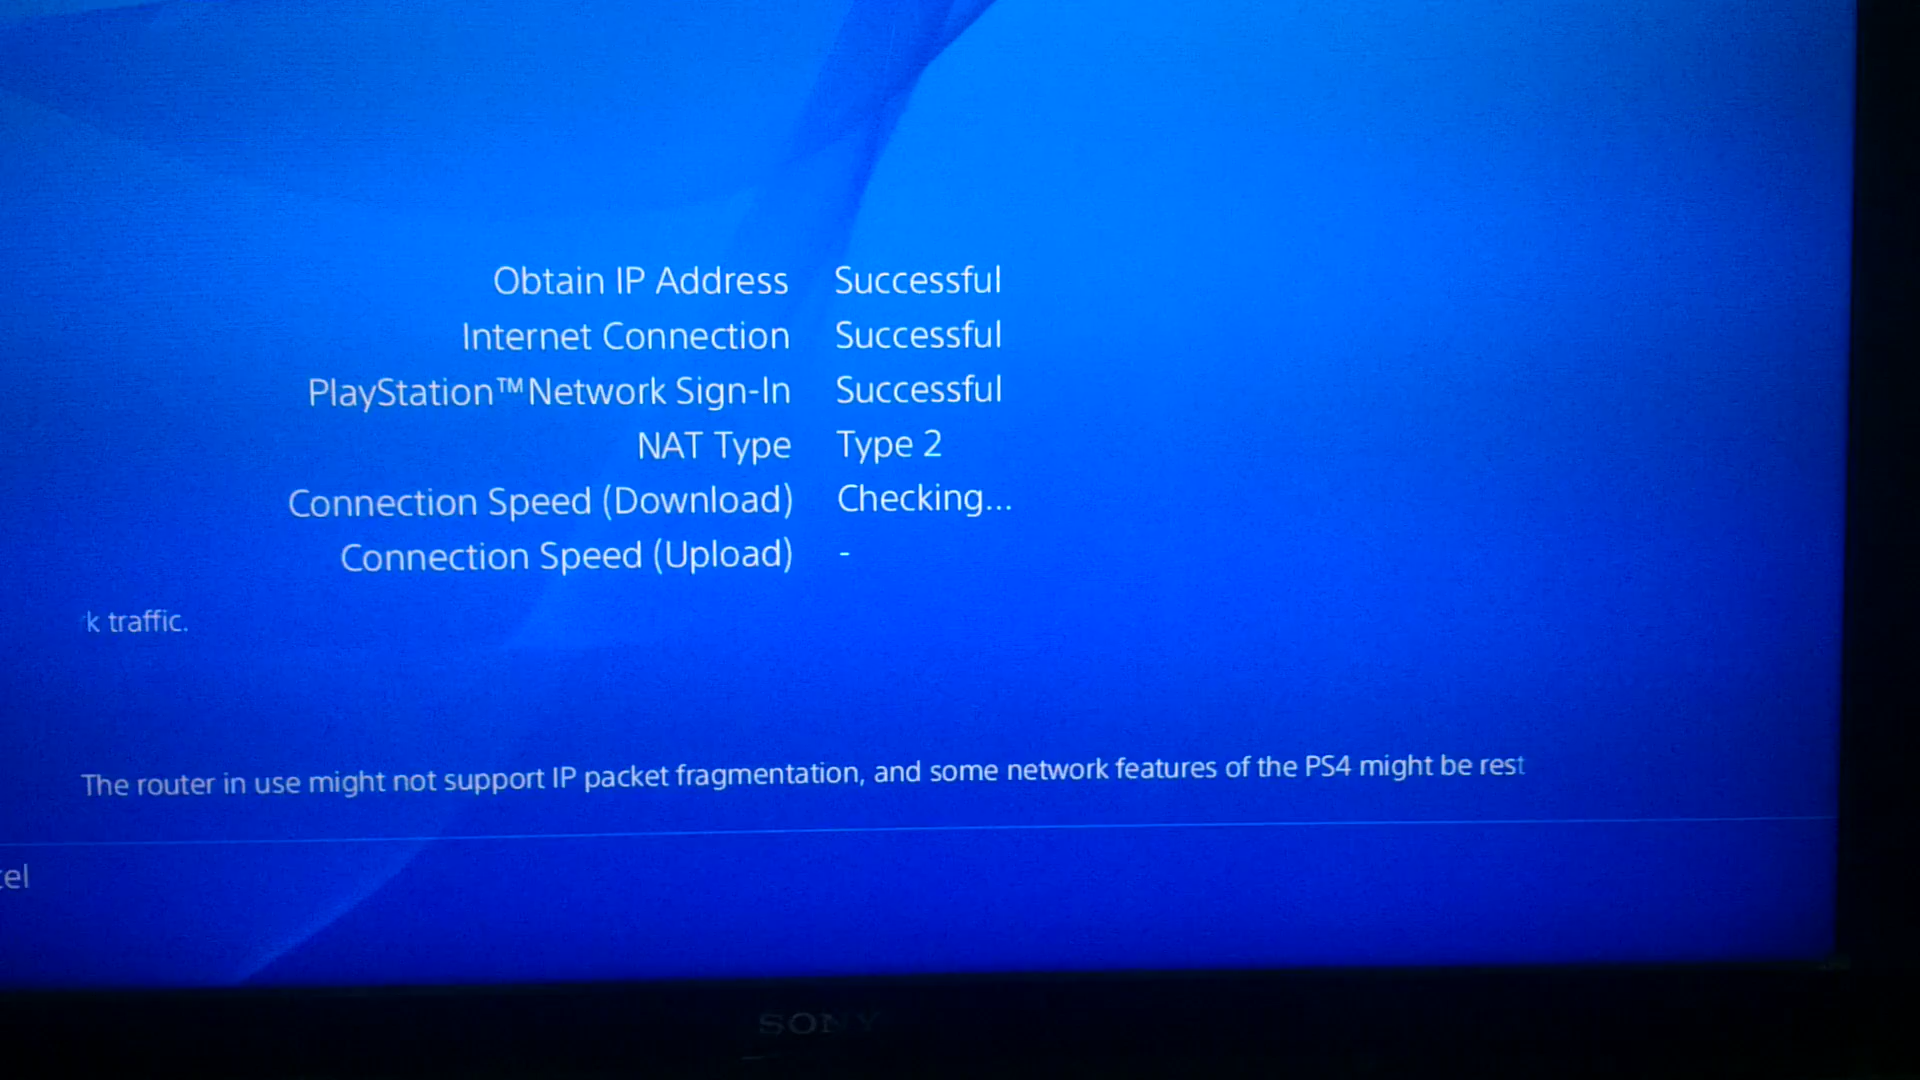 Obtain IP Address Successful
Internet Connection Successful
PlayStation™Network Sign-In Successful
NAT Type Type 2
Connection Speed (Download) Checking...
Connection Speed (Upload) -
k traffic.
The router in use might not support IP packet fragmentation, and some network features of the PS4 might be rest
cel
SONY